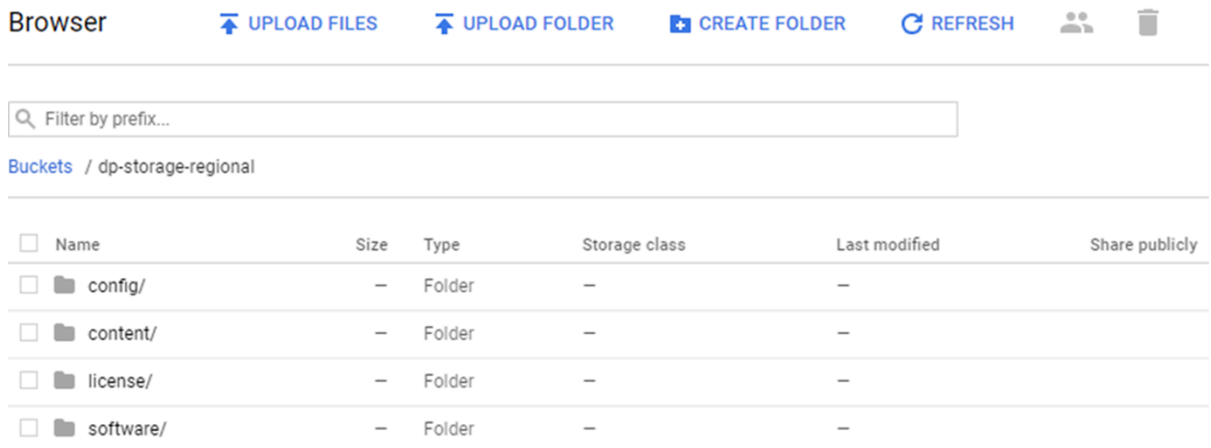 Browser UPLOAD FILES UPLOAD FOLDER CREATE FOLDER REFRESH
Filter by prefix...
Buckets / dp-storage-regional
Name Size Type Storage class Last modified Share publicly
config/ — Folder — —
content/ — Folder — —
license/ — Folder — —
software/ — Folder — —